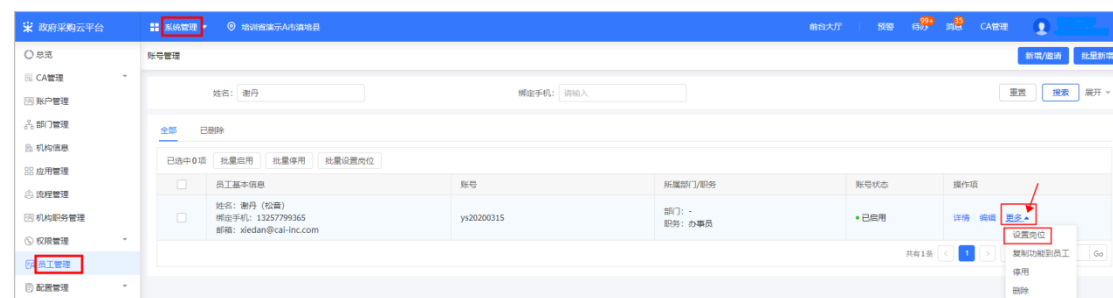 政府采购云平台
系统管理
培训省演示A市滇培县
前台大厅
预警
待办
99+
消息
35
CA管理
总览
账号管理
新增/邀请
批量新增
CA管理
账户管理
姓名： 谢丹
绑定手机： 请输入
重置
搜索
展开
部门管理
全部
已删除
机构信息
已选中0项
批量启用
批量停用
批量设置岗位
应用管理
员工基本信息
账号
所属部门/职务
账号状态
操作项
流程管理
机构职务管理
姓名：谢丹（松音）
绑定手机：13257799365
邮箱：xiedan@cai-inc.com
ys20200315
部门：-
职务：办事员
已启用
详情
编辑
更多
设置岗位
权限管理
共有1条
1
复制功能到员工
Go
员工管理
停用
配置管理
删除